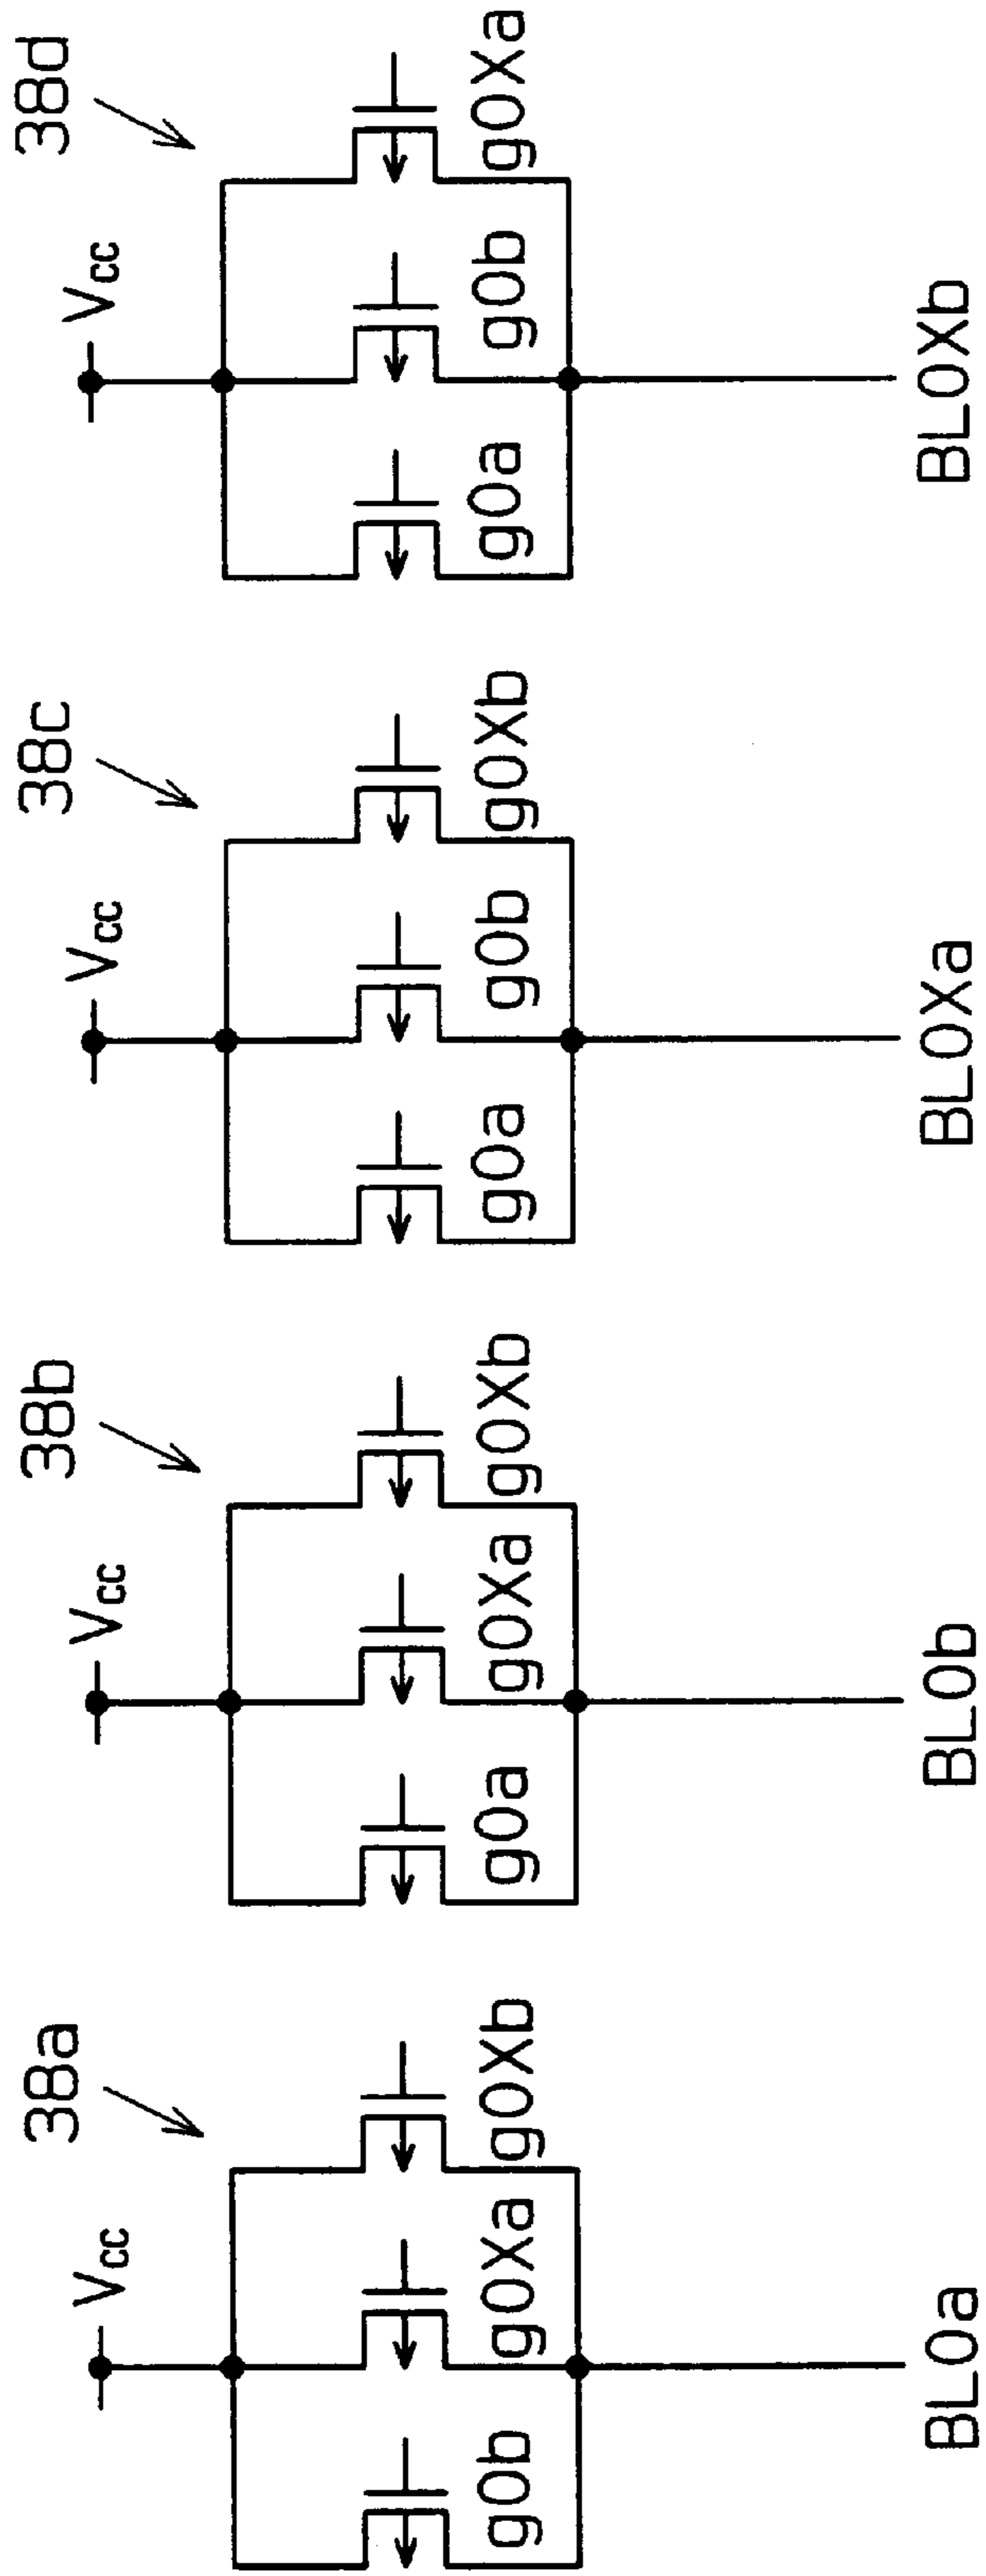 38a
Vcc
g0b
g0Xa
g0Xb
BL0a
38b
Vcc
g0a
g0Xa
g0Xb
BL0b
38c
Vcc
g0a
g0b
g0Xb
BL0Xa
38d
Vcc
g0a
g0b
g0Xa
BL0Xb